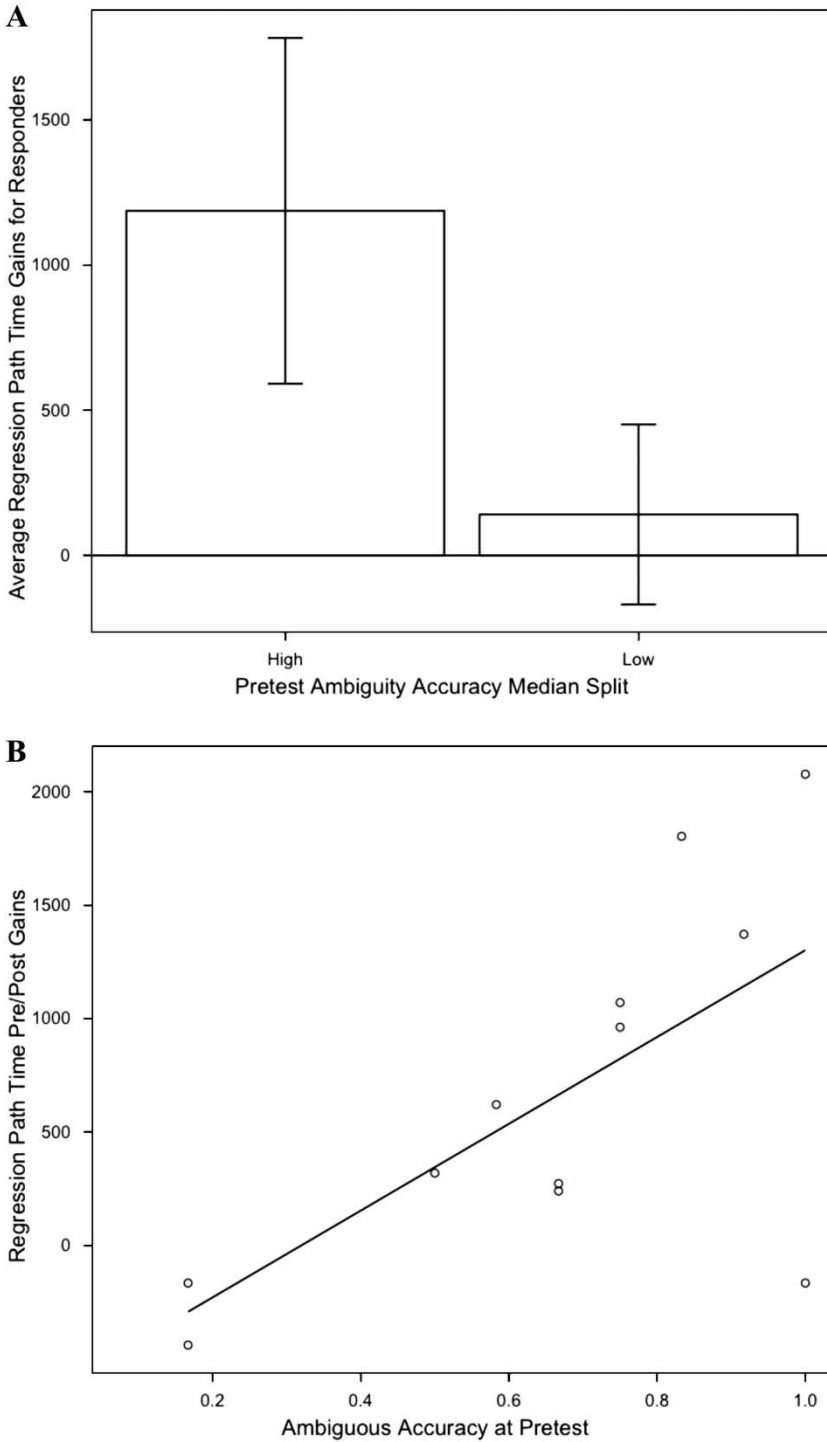 A
Average Regression Path Time Gains for Responders
1500
1000
500
0
High
Low
Pretest Ambiguity Accuracy Median Split
B
Regression Path Time Pre/Post Gains
2000
1500
1000
500
0
0.2
0.4
0.6
0.8
1.0
Ambiguous Accuracy at Pretest